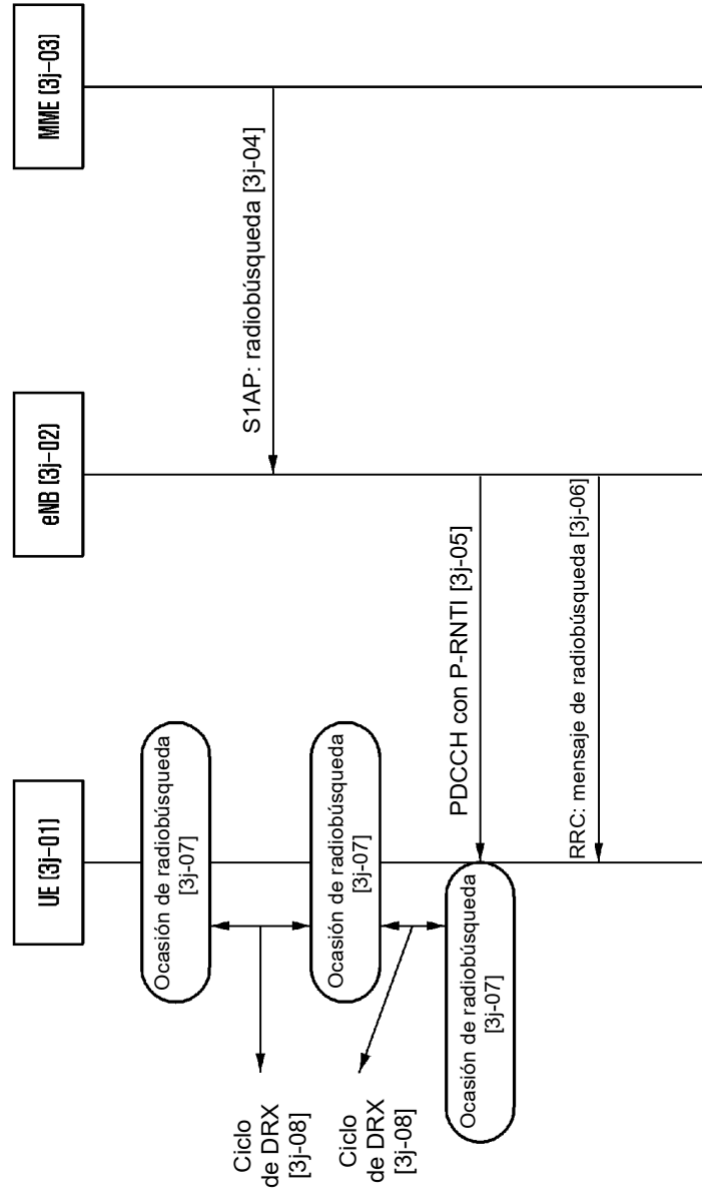 UE [3j-01]
eNB [3j-02]
MME [3j-03]
Ocasión de radiobúsqueda
[3j-07]
Ciclo
de DRX
[3j-08]
S1AP: radiobúsqueda [3j-04]
Ocasión de radiobúsqueda
[3j-07]
Ciclo
de DRX
[3j-08]
Ocasión de radiobúsqueda
[3j-07]
PDCCH con P-RNTI [3j-05]
RRC: mensaje de radiobúsqueda [3j-06]